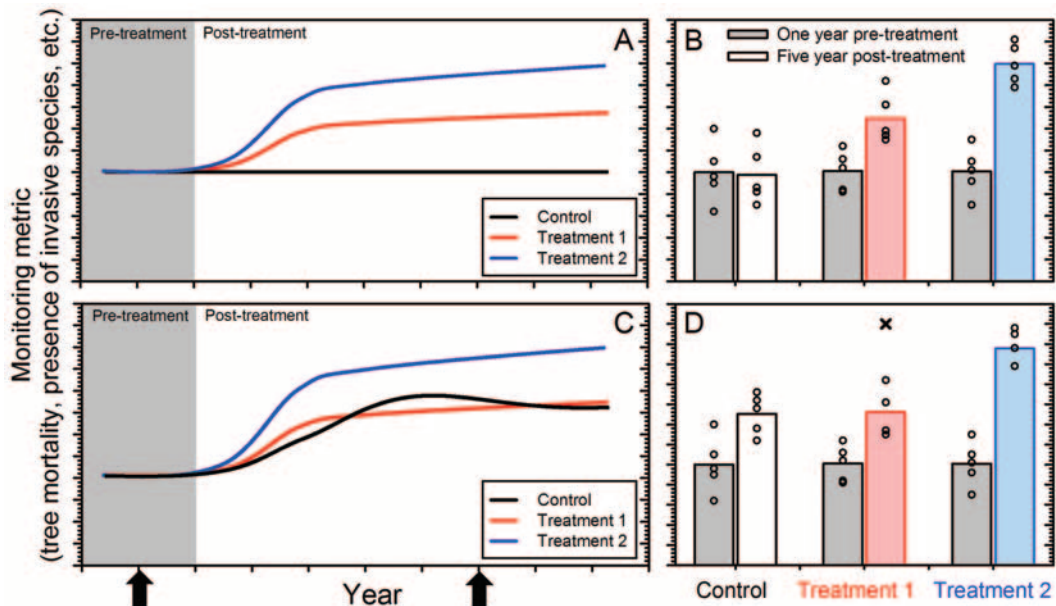 Monitoring metric
(tree mortality, presence of invasive species, etc.)
Pre-treatment
Post-treatment
A
Control
Treatment 1
Treatment 2
B
One year pre-treatment
Five year post-treatment
Pre-treatment
Post-treatment
C
Control
Treatment 1
Treatment 2
Year
D
Control
Treatment 1
Treatment 2